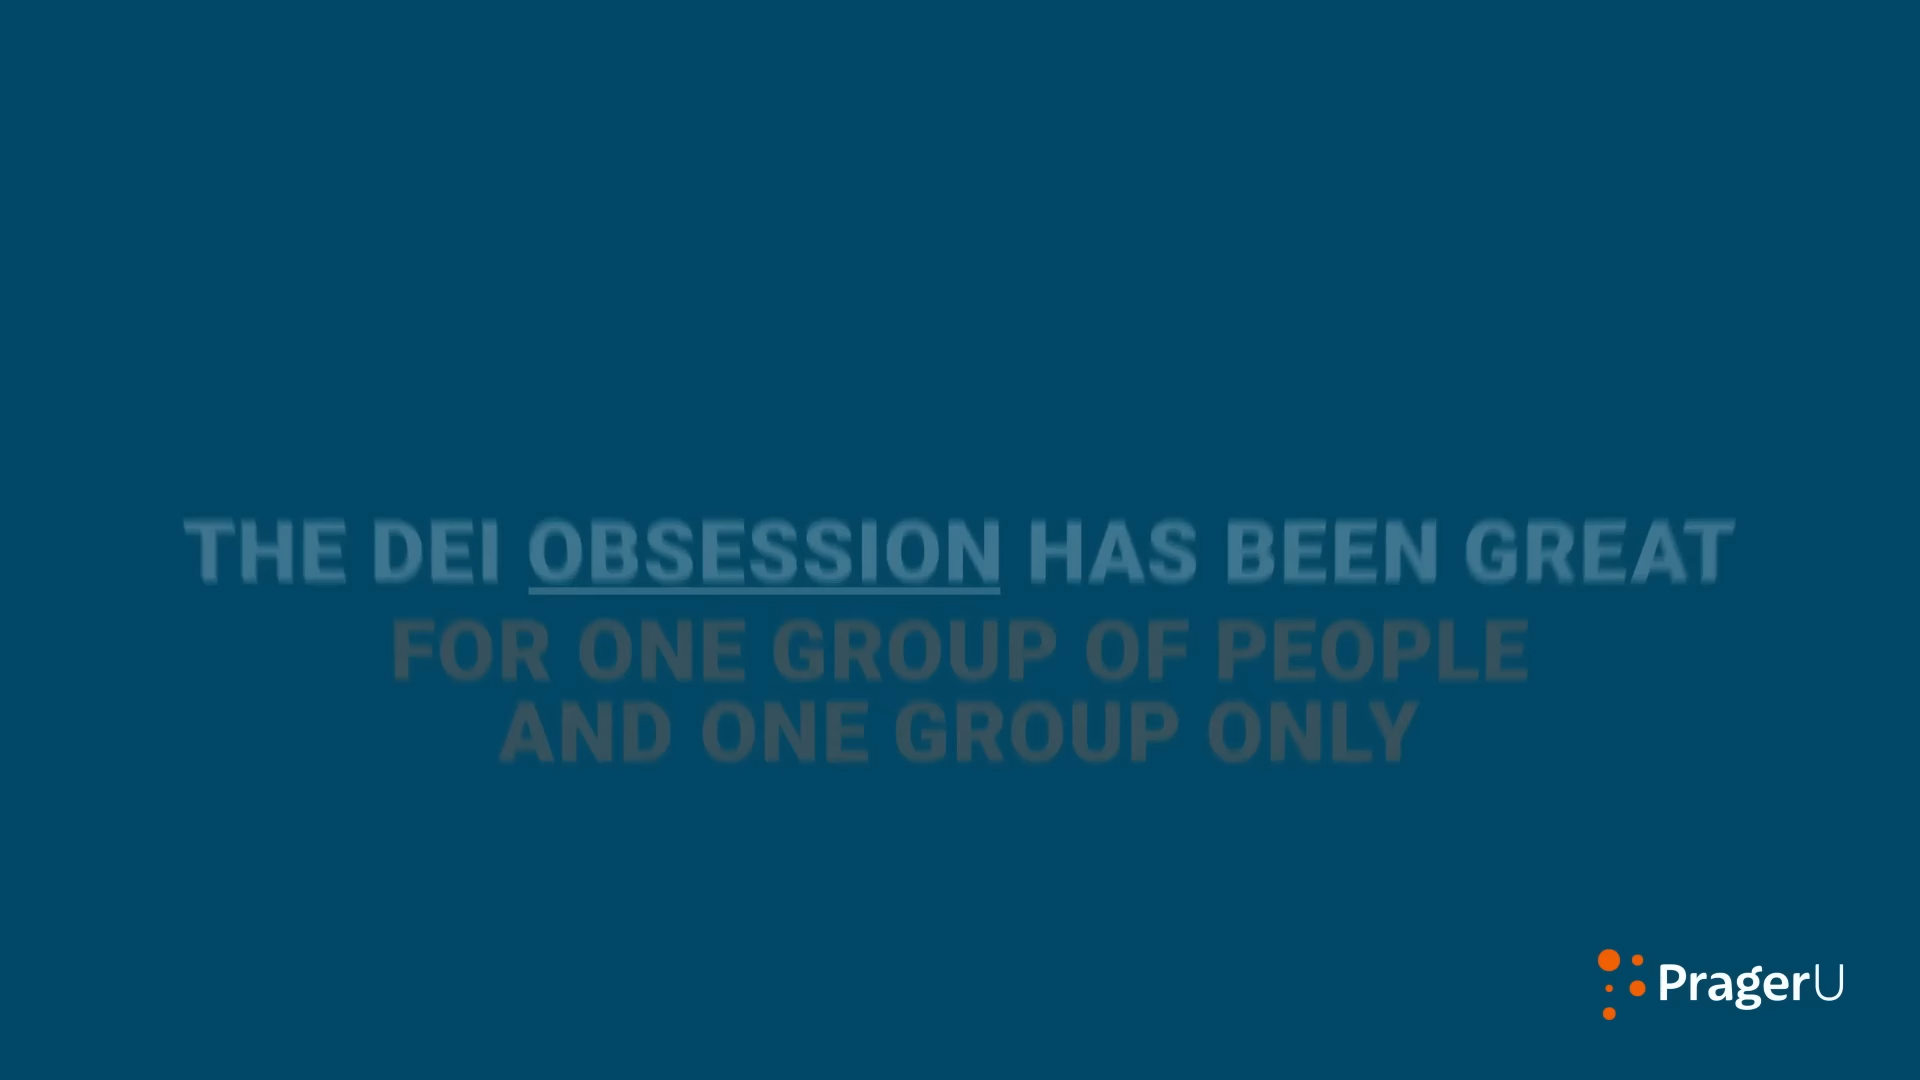 THE DEI OBSESSION HAS BEEN GREAT
FOR ONE GROUP OF PEOPLE
AND ONE GROUP ONLY
PragerU